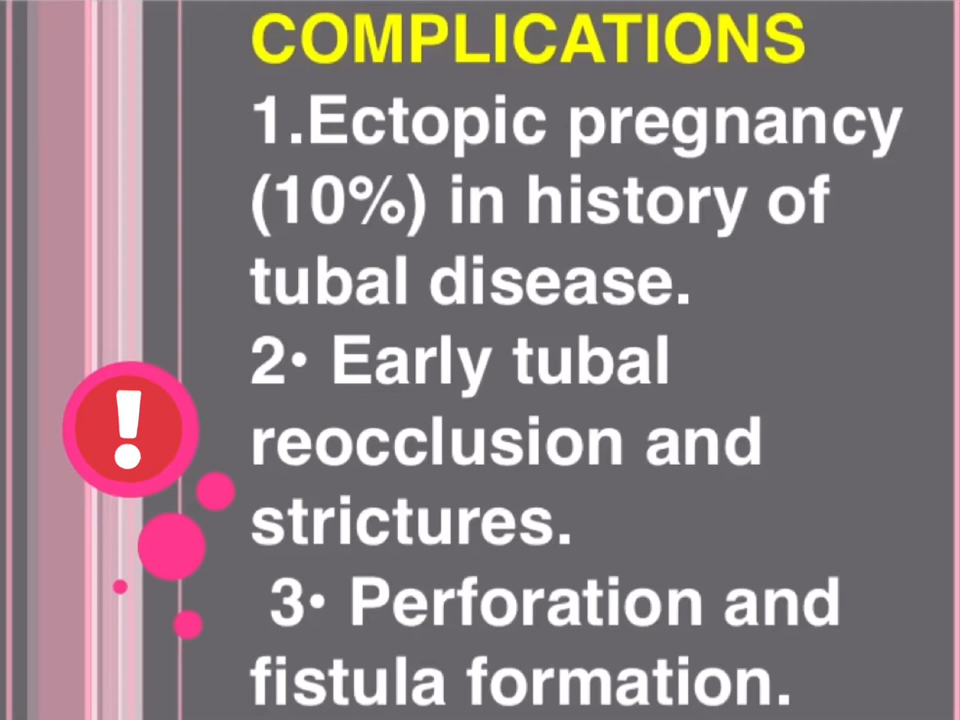 COMPLICATIONS
1.Ectopic pregnancy
(10%) in history of
tubal disease.
2• Early tubal
reocclusion and
strictures.
3• Perforation and
fistula formation.
!